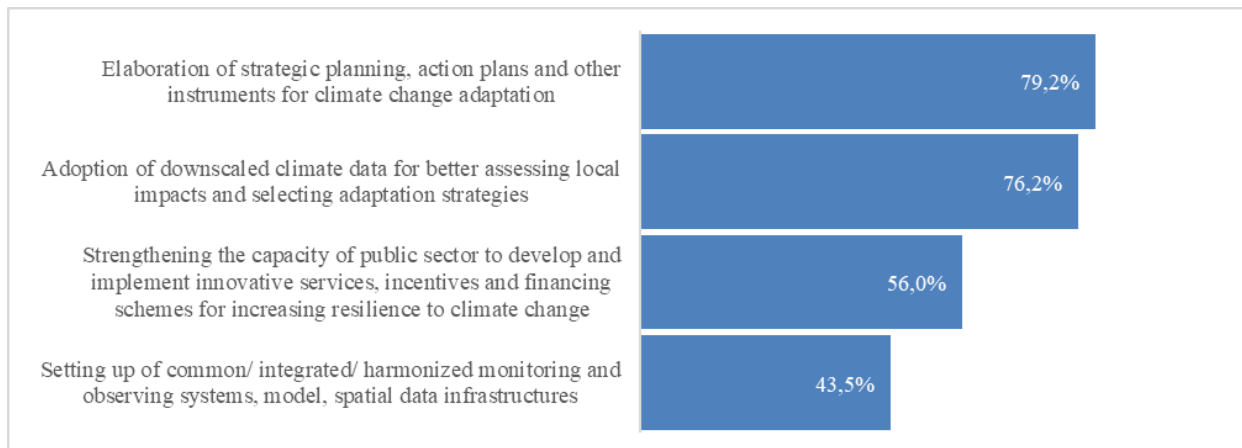 Elaboration of strategic planning, action plans and other
instruments for climate change adaptation
79,2%
Adoption of downscaled climate data for better assessing local
impacts and selecting adaptation strategies
76,2%
Strengthening the capacity of public sector to develop and
implement innovative services, incentives and financing
schemes for increasing resilience to climate change
56,0%
Setting up of common/ integrated/ harmonized monitoring and
observing systems, model, spatial data infrastructures
43,5%